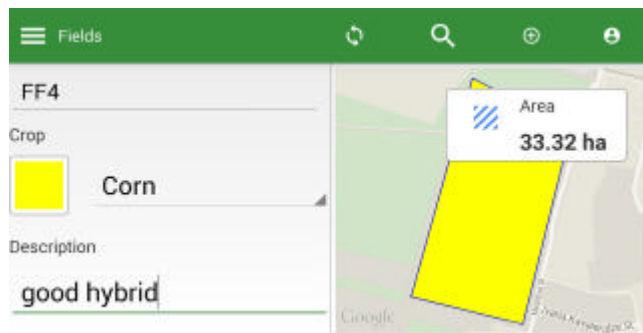 Fields
FF4
Crop
Corn
Description
good hybrid
Area
33.32 ha
Google